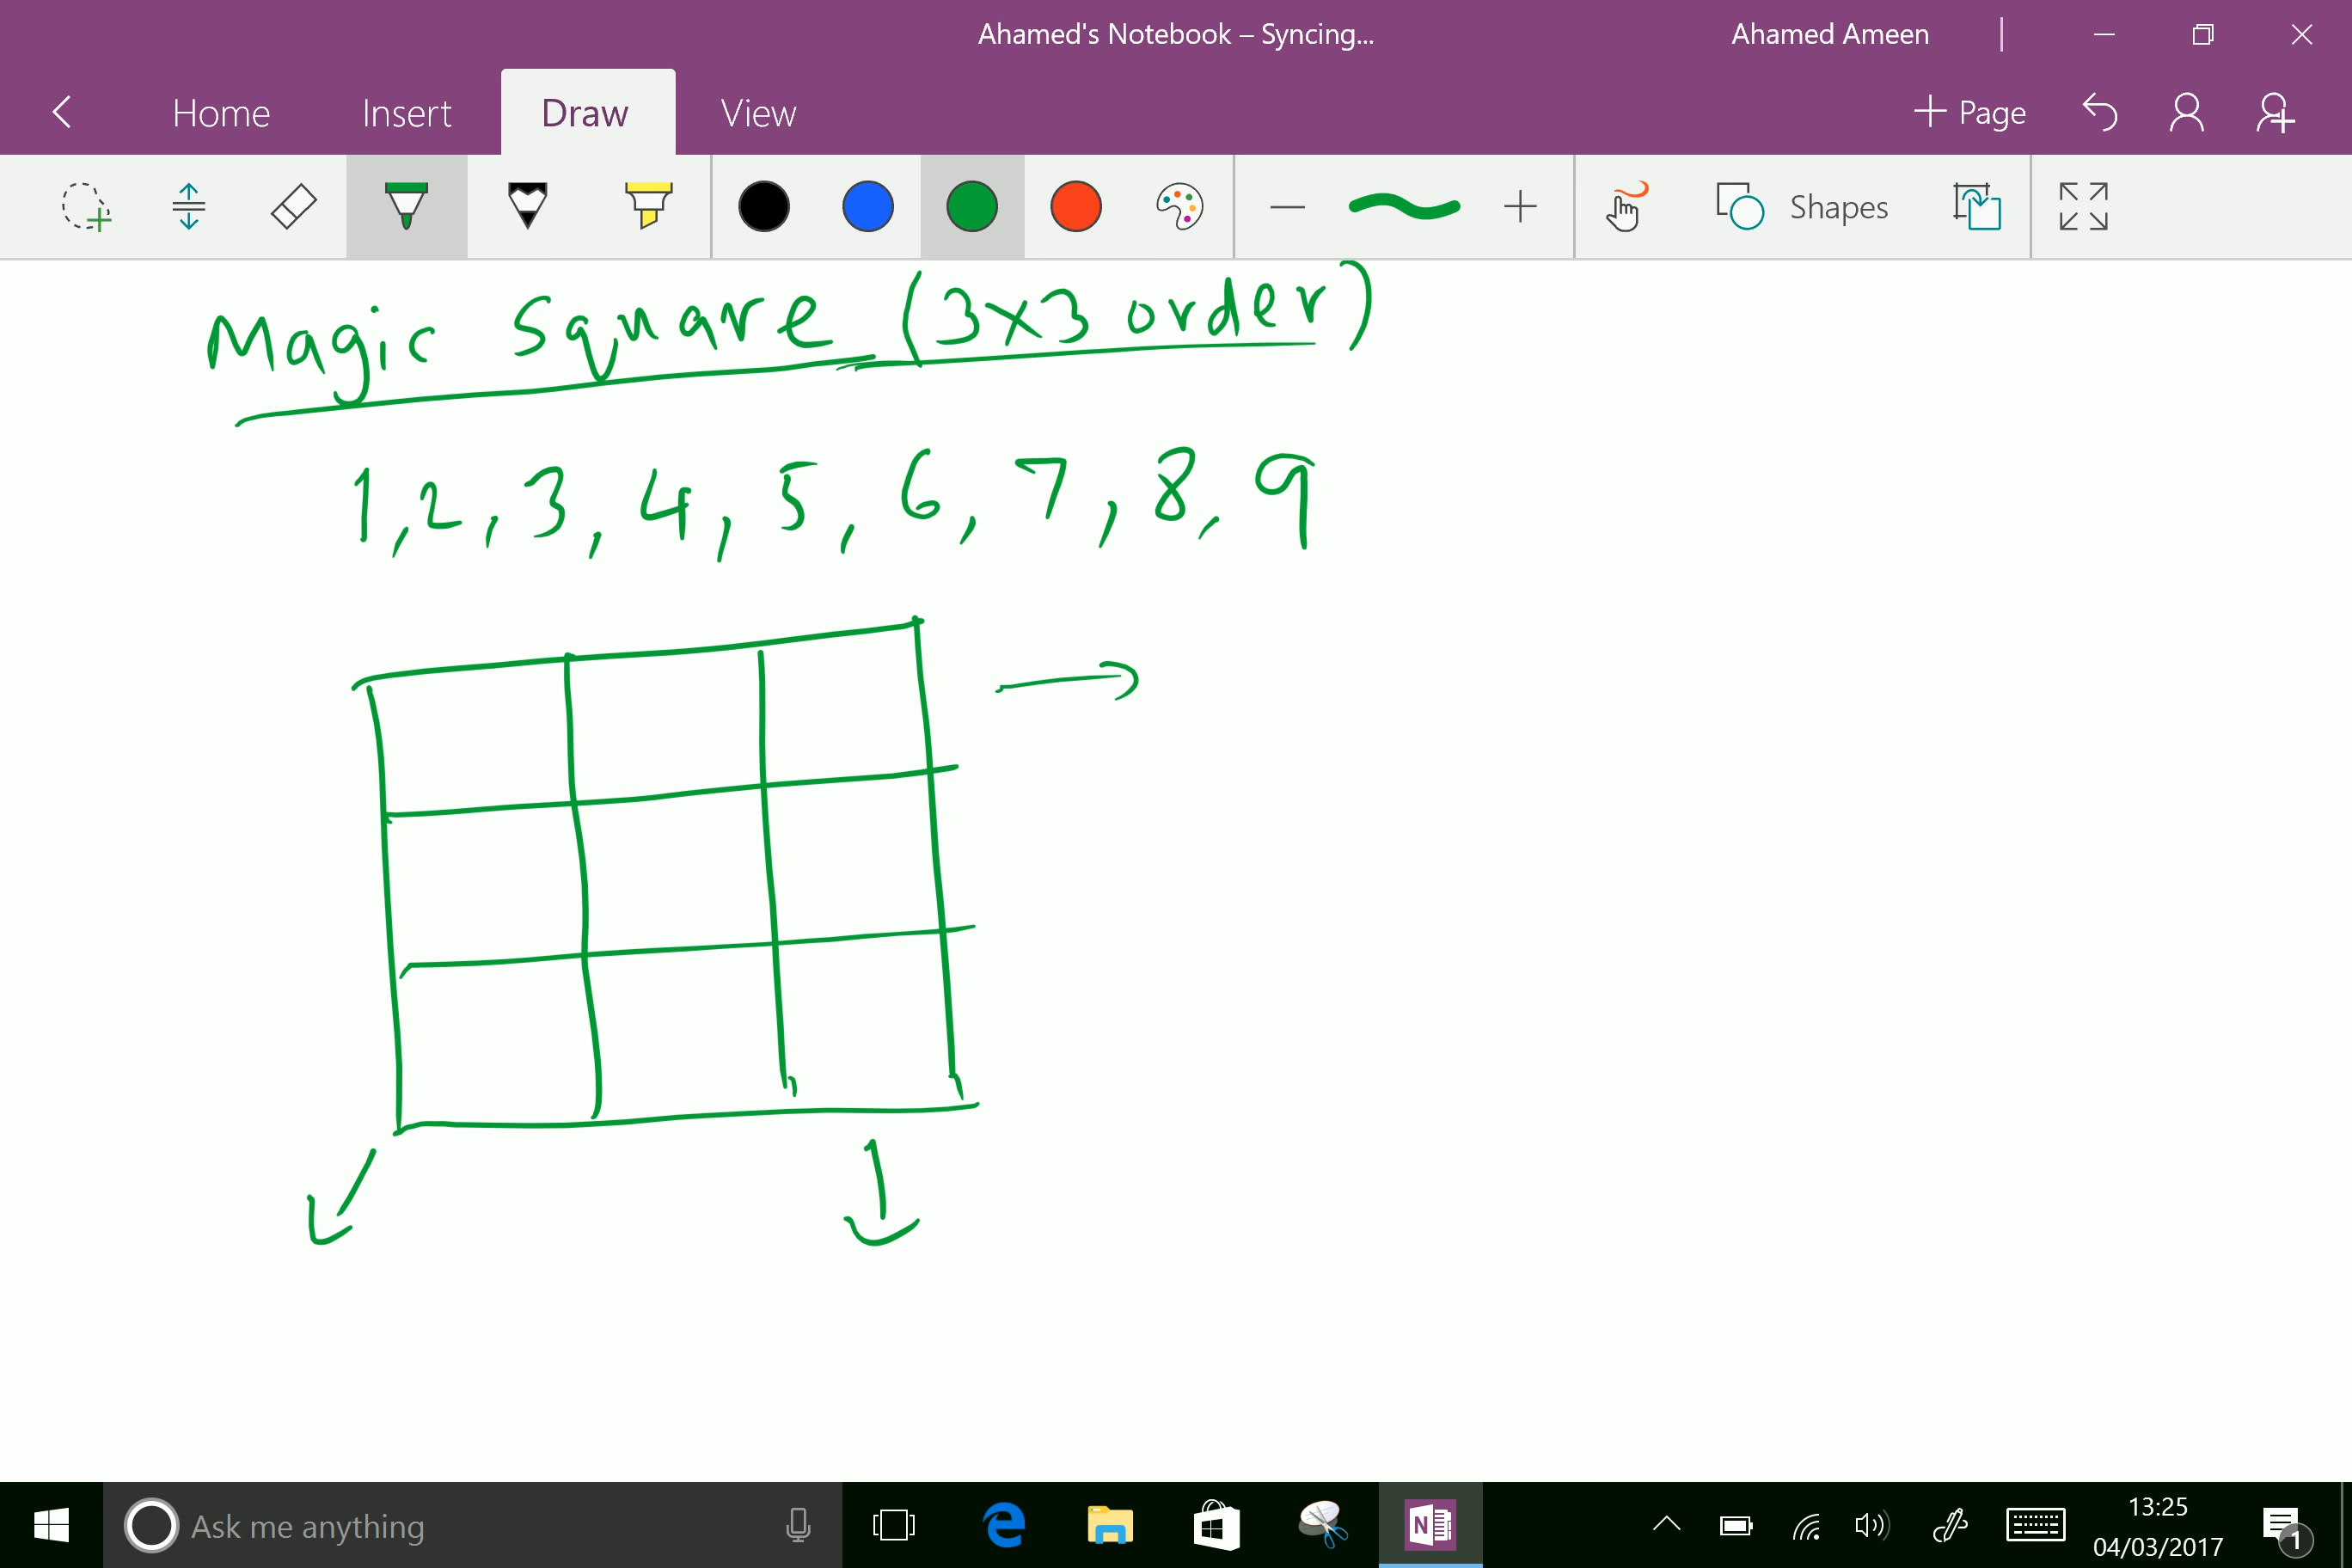 Ahamed's Notebook – Syncing...
Ahamed Ameen
Home Insert Draw View
Page
Shapes
Magic Square (3x3 order)
1, 2, 3, 4, 5, 6, 7, 8, 9
Ask me anything
N
13:25
04/03/2017
1